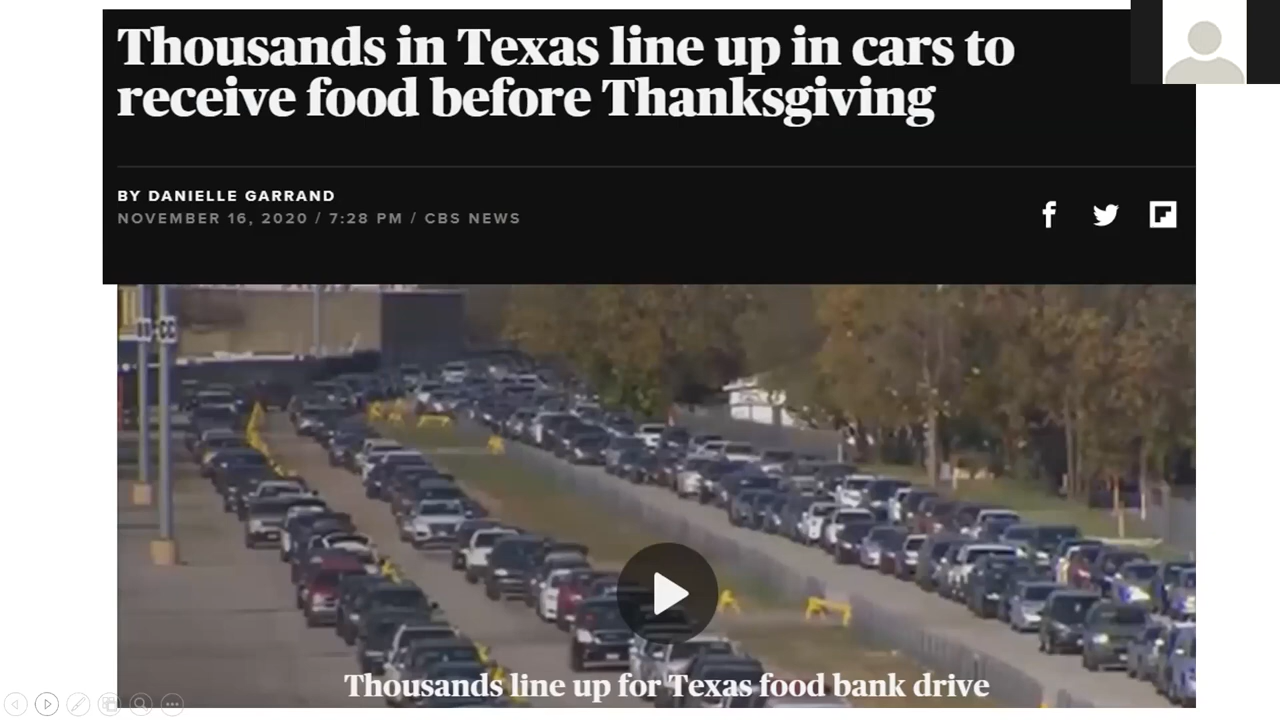 Thousands in Texas line up in cars to
receive food before Thanksgiving
BY DANIELLE GARRAND
NOVEMBER 16, 2020 / 7:28 PM / CBS NEWS
Thousands line up for Texas food bank drive